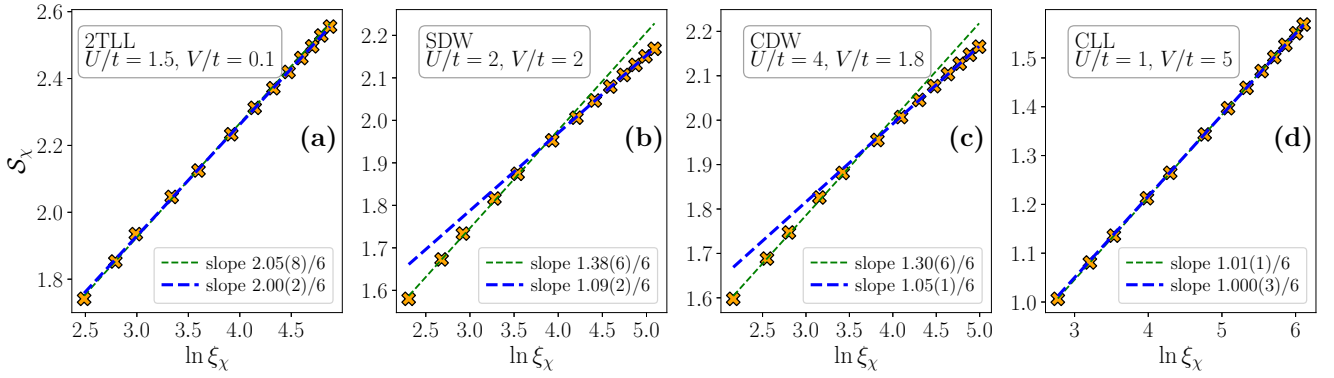 2TLL
U/t = 1.5, V/t = 0.1
(a)
slope 2.05(8)/6
slope 2.00(2)/6
2.6
2.4
2.2
2.0
1.8
2.5 3.0 3.5 4.0 4.5
ln ξχ
Sχ
SDW
U/t = 2, V/t = 2
(b)
slope 1.38(6)/6
slope 1.09(2)/6
2.2
2.1
2.0
1.9
1.8
1.7
1.6
2.5 3.0 3.5 4.0 4.5 5.0
ln ξχ
CDW
U/t = 4, V/t = 1.8
(c)
slope 1.30(6)/6
slope 1.05(1)/6
2.2
2.1
2.0
1.9
1.8
1.7
1.6
2.5 3.0 3.5 4.0 4.5 5.0
ln ξχ
CLL
U/t = 1, V/t = 5
(d)
slope 1.01(1)/6
slope 1.000(3)/6
1.5
1.4
1.3
1.2
1.1
1.0
3 4 5 6
ln ξχ